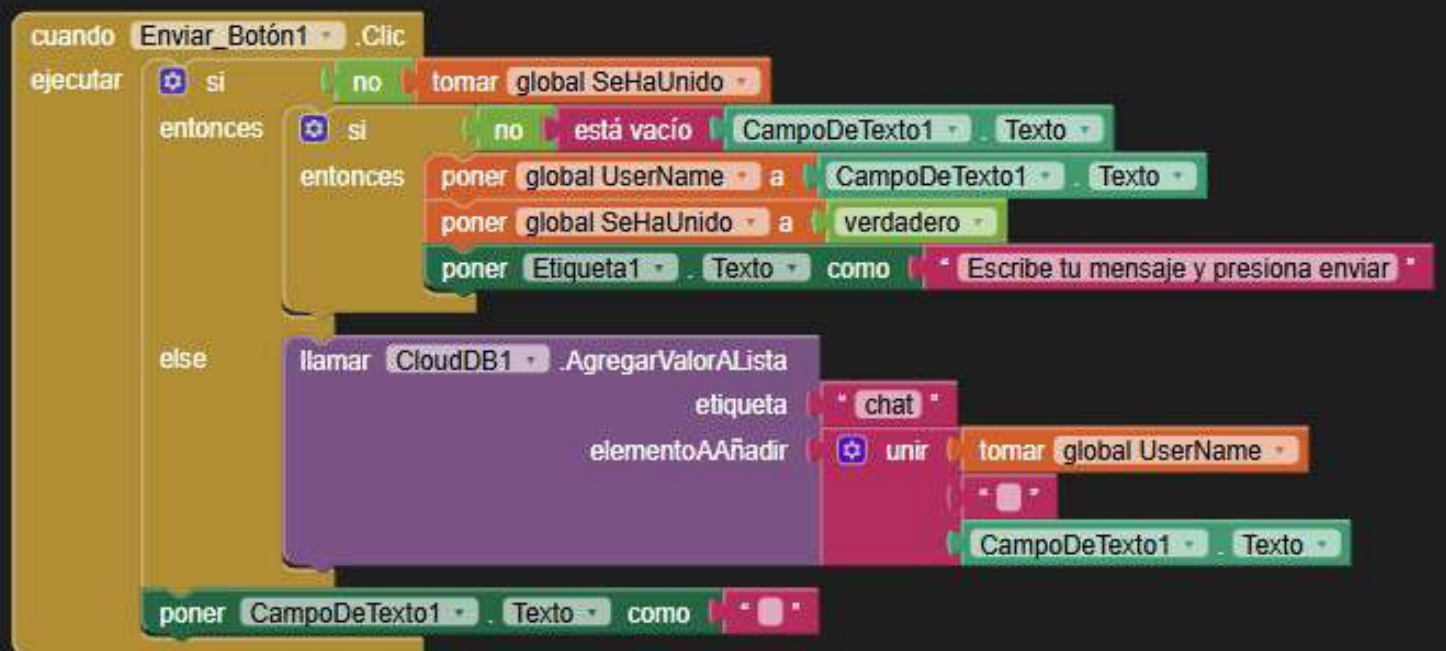 cuando Enviar_Botón1 .Clic
ejecutar si no tomar global SeHaUnido
entonces si no está vacío CampoDeTexto1 . Texto
entonces poner global UserName a CampoDeTexto1 . Texto
poner global SeHaUnido a verdadero
poner Etiqueta1 . Texto como " Escribe tu mensaje y presiona enviar "
else llamar CloudDB1 .AgregarValorALista
etiqueta " chat "
elementoAAñadir unir tomar global UserName
" "
CampoDeTexto1 . Texto
poner CampoDeTexto1 . Texto como " "